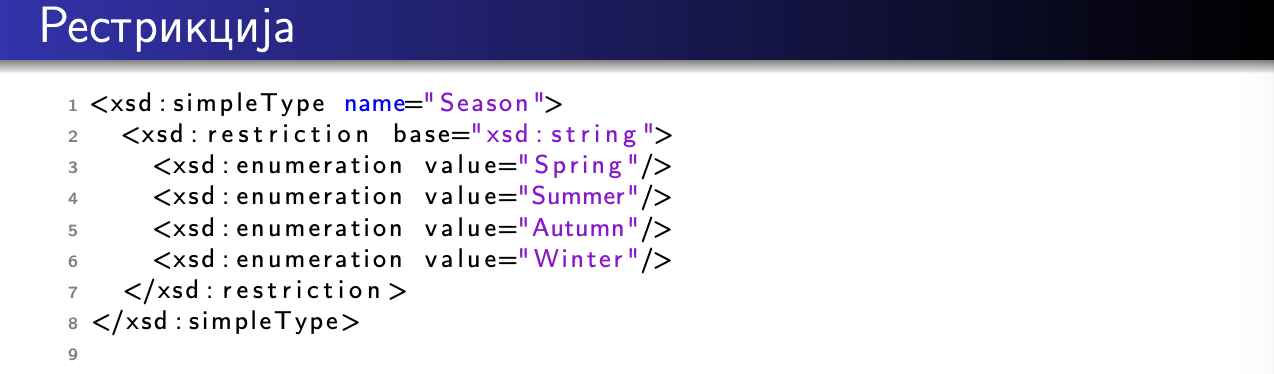 Рестрикција
1 <xsd:simpleType name="Season">
2 <xsd:restriction base="xsd:string">
3 <xsd:enumeration value="Spring"/>
4 <xsd:enumeration value="Summer"/>
5 <xsd:enumeration value="Autumn"/>
6 <xsd:enumeration value="Winter"/>
7 </xsd:restriction>
8 </xsd:simpleType>
9